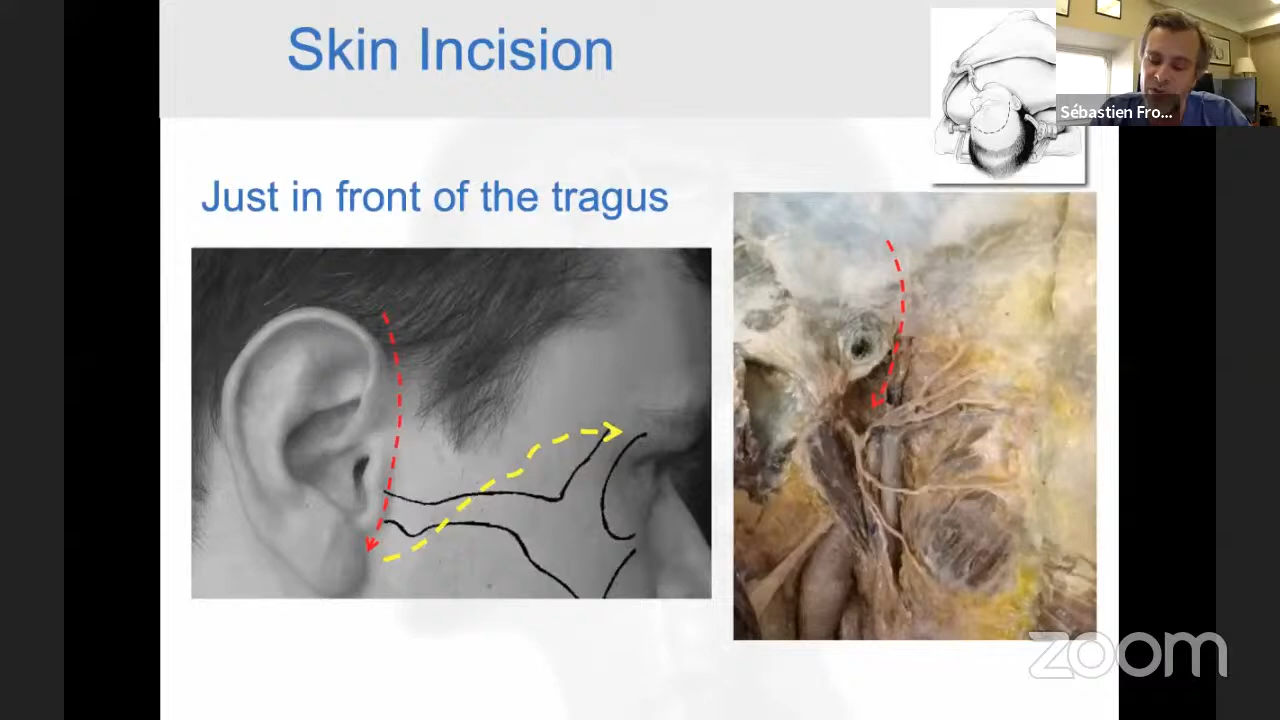 Skin Incision
Sébastien Fro...
Just in front of the tragus
zoom